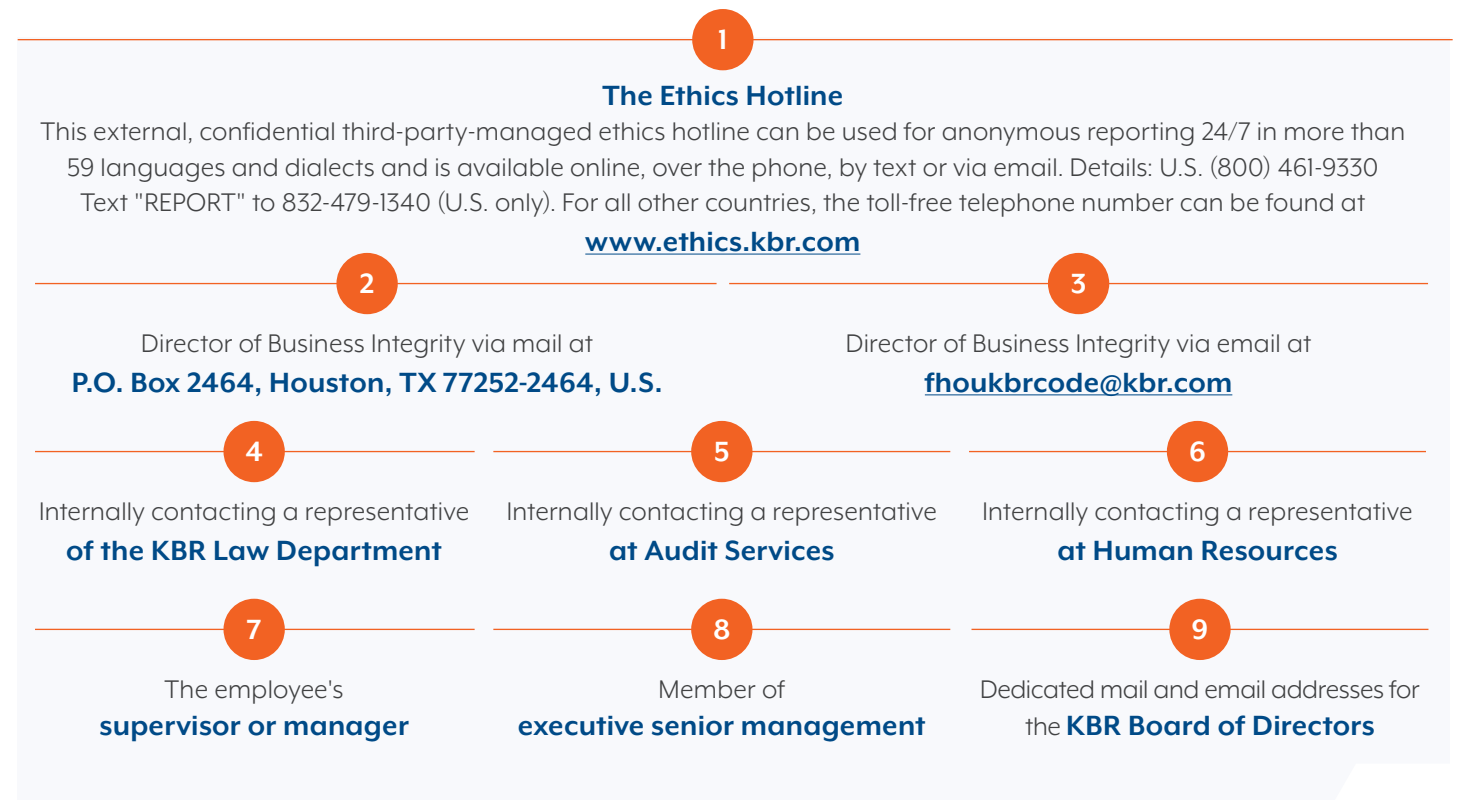 1
The Ethics Hotline
This external, confidential third-party-managed ethics hotline can be used for anonymous reporting 24/7 in more than
59 languages and dialects and is available online, over the phone, by text or via email. Details: U.S. (800) 461-9330
Text "REPORT" to 832-479-1340 (U.S. only). For all other countries, the toll-free telephone number can be found at
www.ethics.kbr.com
2
Director of Business Integrity via mail at
P.O. Box 2464, Houston, TX 77252-2464, U.S.
3
Director of Business Integrity via email at
fhoukbrcode@kbr.com
4
Internally contacting a representative
of the KBR Law Department
5
Internally contacting a representative
at Audit Services
6
Internally contacting a representative
at Human Resources
7
The employee's
supervisor or manager
8
Member of
executive senior management
9
Dedicated mail and email addresses for
the KBR Board of Directors